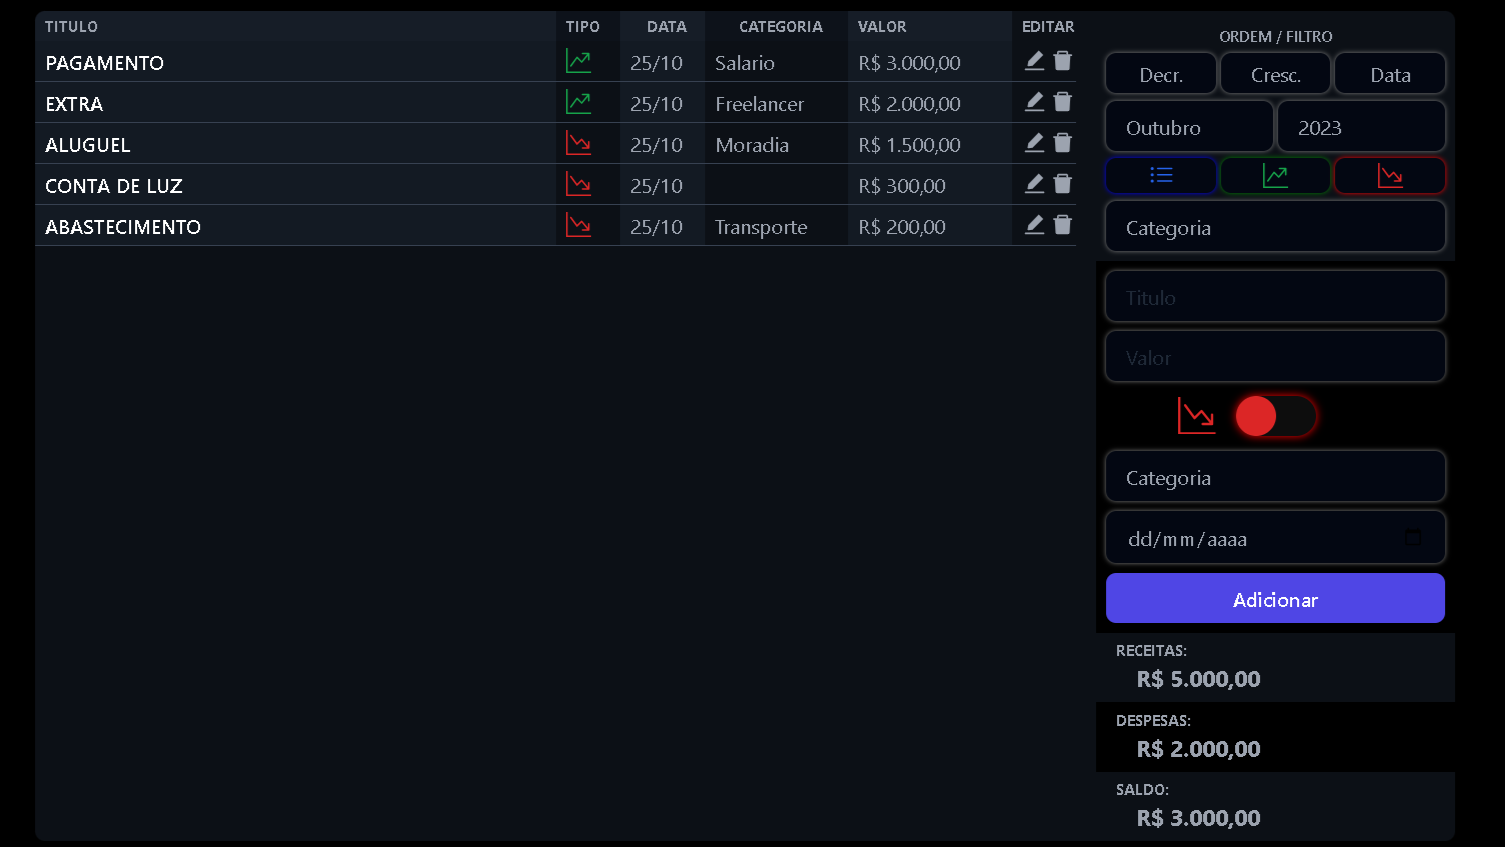 TITULO TIPO DATA CATEGORIA VALOR EDITAR
PAGAMENTO 25/10 Salario R$ 3.000,00
EXTRA 25/10 Freelancer R$ 2.000,00
ALUGUEL 25/10 Moradia R$ 1.500,00
CONTA DE LUZ 25/10 R$ 300,00
ABASTECIMENTO 25/10 Transporte R$ 200,00
ORDEM / FILTRO
Decr. Cresc. Data
Outubro 2023
Categoria
Titulo
Valor
Categoria
dd/mm/aaaa
Adicionar
RECEITAS:
R$ 5.000,00
DESPESAS:
R$ 2.000,00
SALDO:
R$ 3.000,00